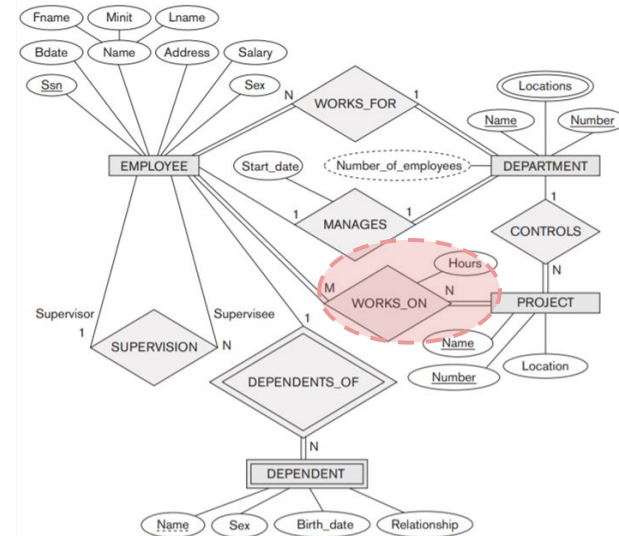 Fname
Minit
Lname
Bdate
Name
Address
Salary
Ssn
Sex
N
WORKS_FOR
1
Locations
Name
Number
EMPLOYEE
Start_date
Number_of_employees
DEPARTMENT
1
MANAGES
1
1
CONTROLS
N
Hours
M
WORKS_ON
N
PROJECT
Supervisor
1
Supervisee
N
SUPERVISION
1
Name
Number
Location
DEPENDENTS_OF
N
DEPENDENT
Name
Sex
Birth_date
Relationship